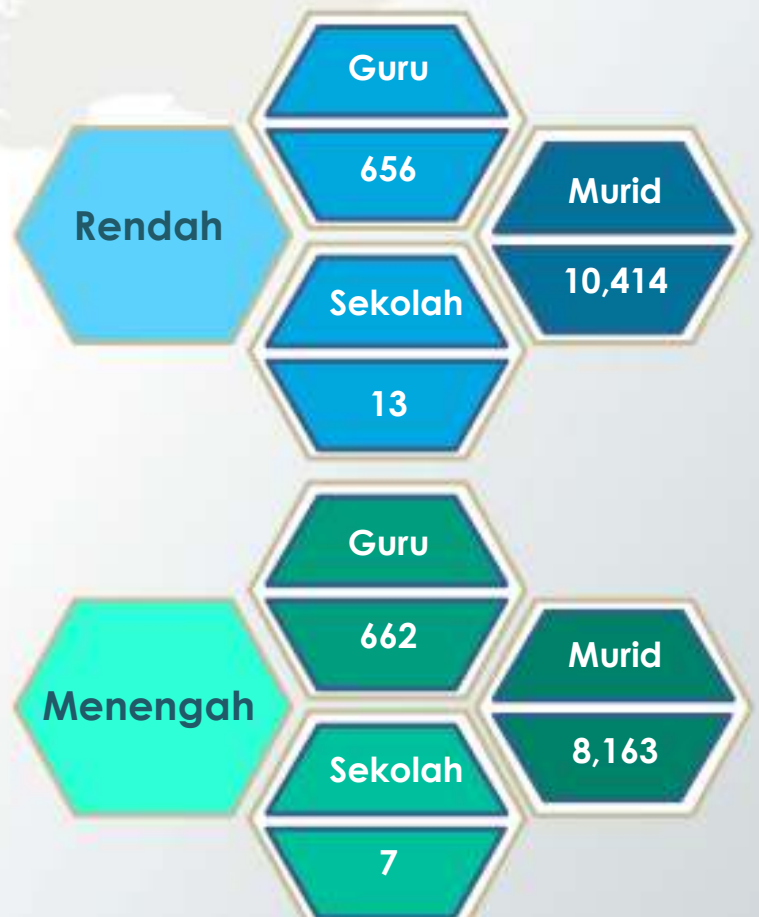 Rendah
Guru
656
Sekolah
13
Murid
10,414
Menengah
Guru
662
Sekolah
7
Murid
8,163